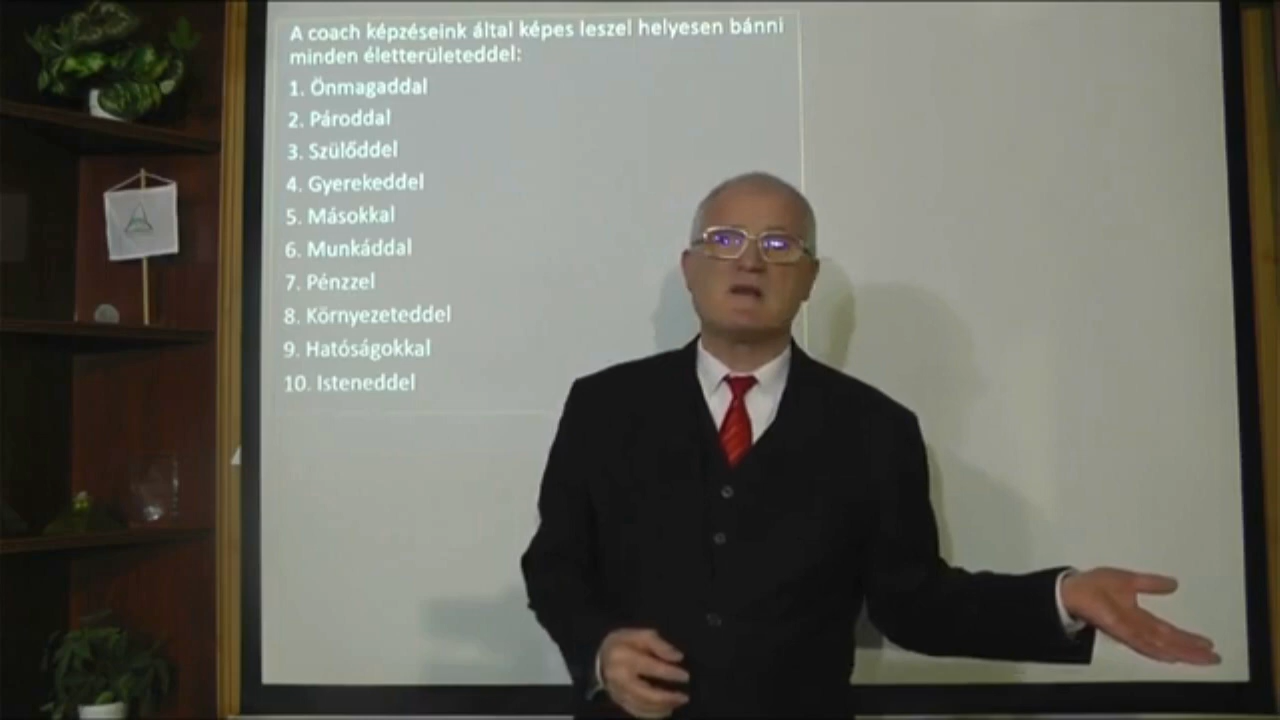 A coach képzéseink által képes leszel helyesen bánni
minden életterületeddel:
1. Önmagaddal
2. Pároddal
3. Szülőddel
4. Gyerekeddel
5. Másokkal
6. Munkáddal
7. Pénzzel
8. Környezeteddel
9. Hatóságokkal
10. Isteneddel